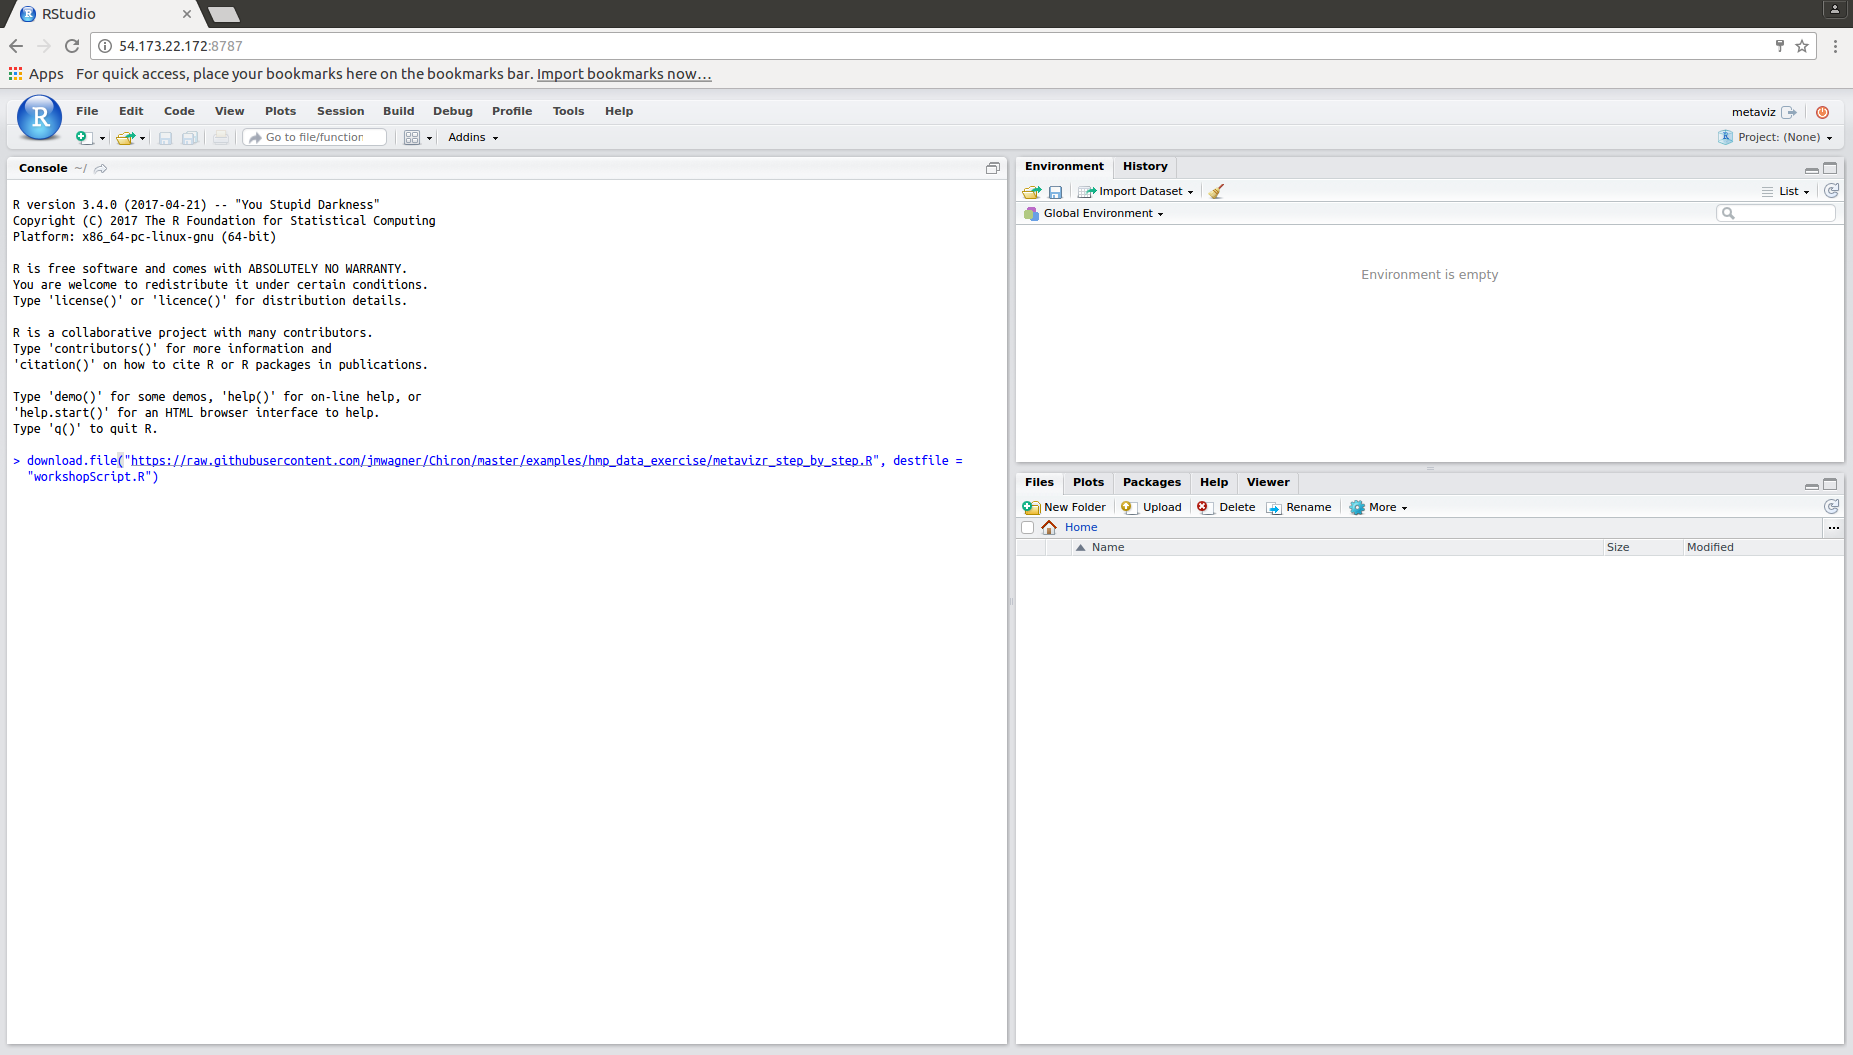 RStudio
54.173.22.172:8787
Apps For quick access, place your bookmarks here on the bookmarks bar. Import bookmarks now...
R
File Edit Code View Plots Session Build Debug Profile Tools Help
metaviz
Go to file/function
Addins
Project: (None)
Console ~/
R version 3.4.0 (2017-04-21) -- "You Stupid Darkness"
Copyright (C) 2017 The R Foundation for Statistical Computing
Platform: x86_64-pc-linux-gnu (64-bit)
R is free software and comes with ABSOLUTELY NO WARRANTY.
You are welcome to redistribute it under certain conditions.
Type 'license()' or 'licence()' for distribution details.
R is a collaborative project with many contributors.
Type 'contributors()' for more information and
'citation()' on how to cite R or R packages in publications.
Type 'demo()' for some demos, 'help()' for on-line help, or
'help.start()' for an HTML browser interface to help.
Type 'q()' to quit R.
> download.file("https://raw.githubusercontent.com/jmwagner/Chiron/master/examples/hmp_data_exercise/metavizr_step_by_step.R", destfile =
"workshopScript.R")
Environment History
Import Dataset
List
Global Environment
Environment is empty
Files Plots Packages Help Viewer
New Folder Upload Delete Rename More
Home
...
Name Size Modified